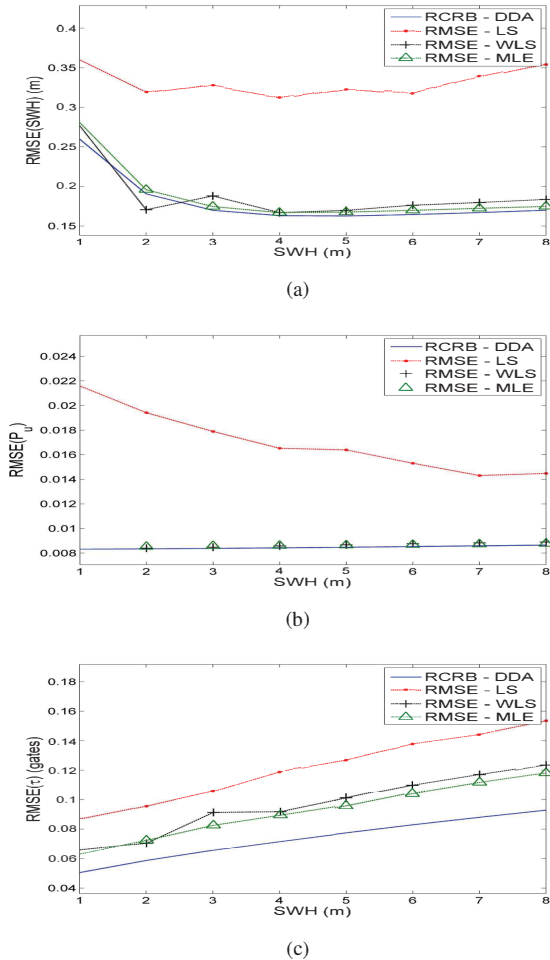 RCRB - DDA
RMSE - LS
RMSE - WLS
RMSE - MLE
0.4
0.35
0.3
0.25
0.2
0.15
RMSE(SWH) (m)
1 2 3 4 5 6 7 8
SWH (m)
(a)
RCRB - DDA
RMSE - LS
RMSE - WLS
RMSE - MLE
0.024
0.022
0.02
0.018
0.016
0.014
0.012
0.01
0.008
RMSE(Pu)
1 2 3 4 5 6 7 8
SWH (m)
(b)
RCRB - DDA
RMSE - LS
RMSE - WLS
RMSE - MLE
0.18
0.16
0.14
0.12
0.1
0.08
0.06
0.04
RMSE(τ) (gates)
1 2 3 4 5 6 7 8
SWH (m)
(c)